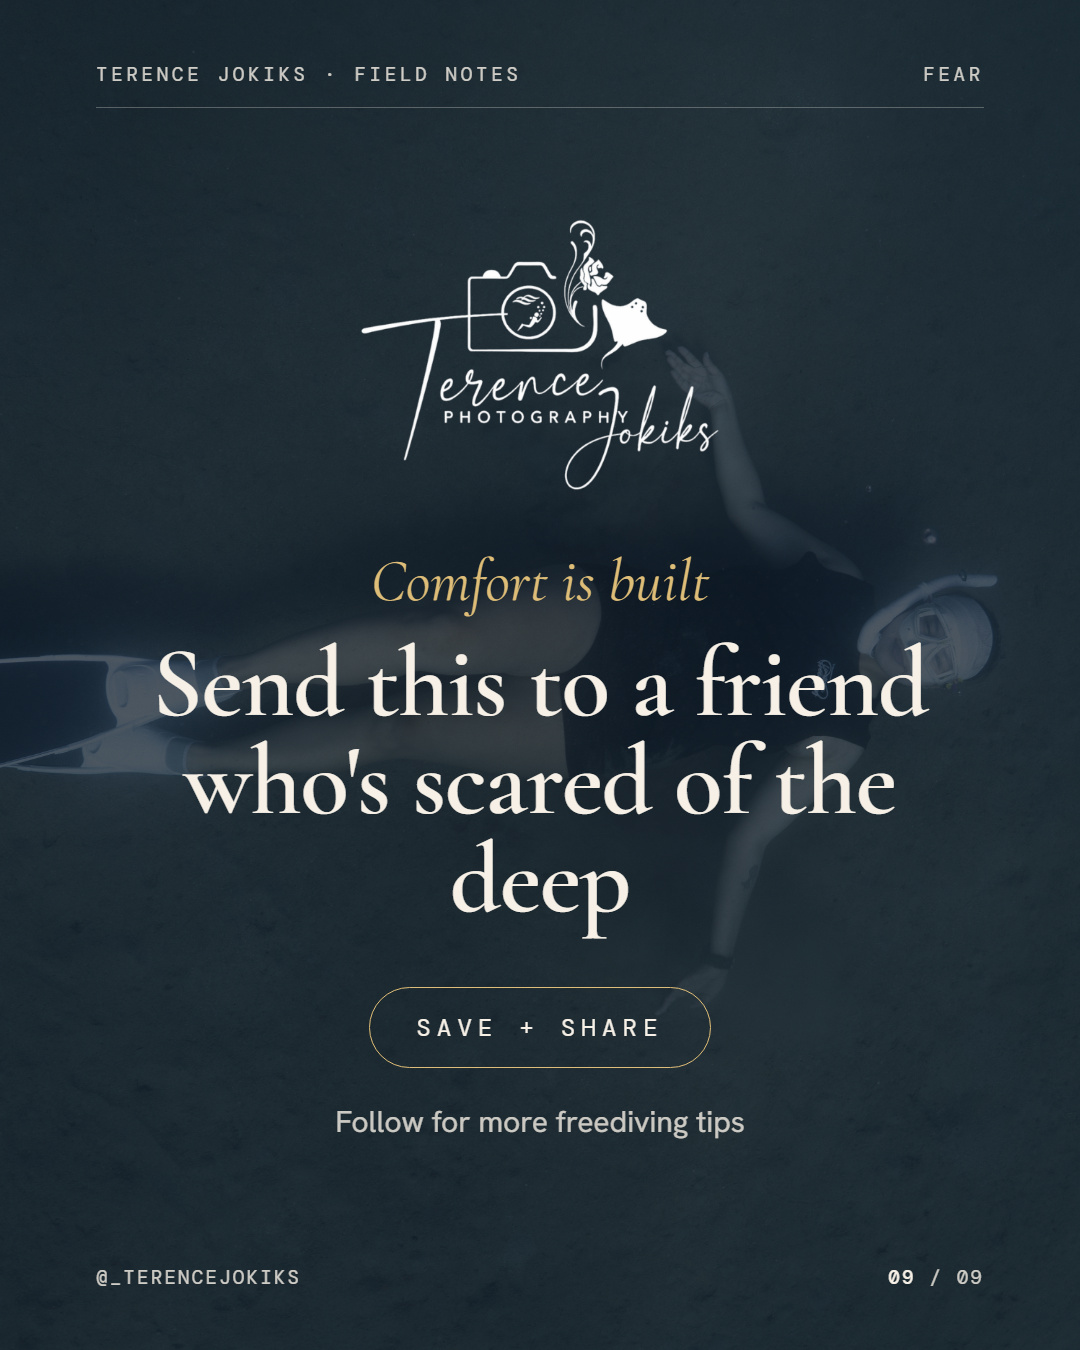 TERENCE JOKIKS · FIELD NOTES
FEAR
Terence
PHOTOGRAPHY
Jokiks
Comfort is built
Send this to a friend
who's scared of the
deep
SAVE + SHARE
Follow for more freediving tips
@_TERENCEJOKIKS
09 / 09